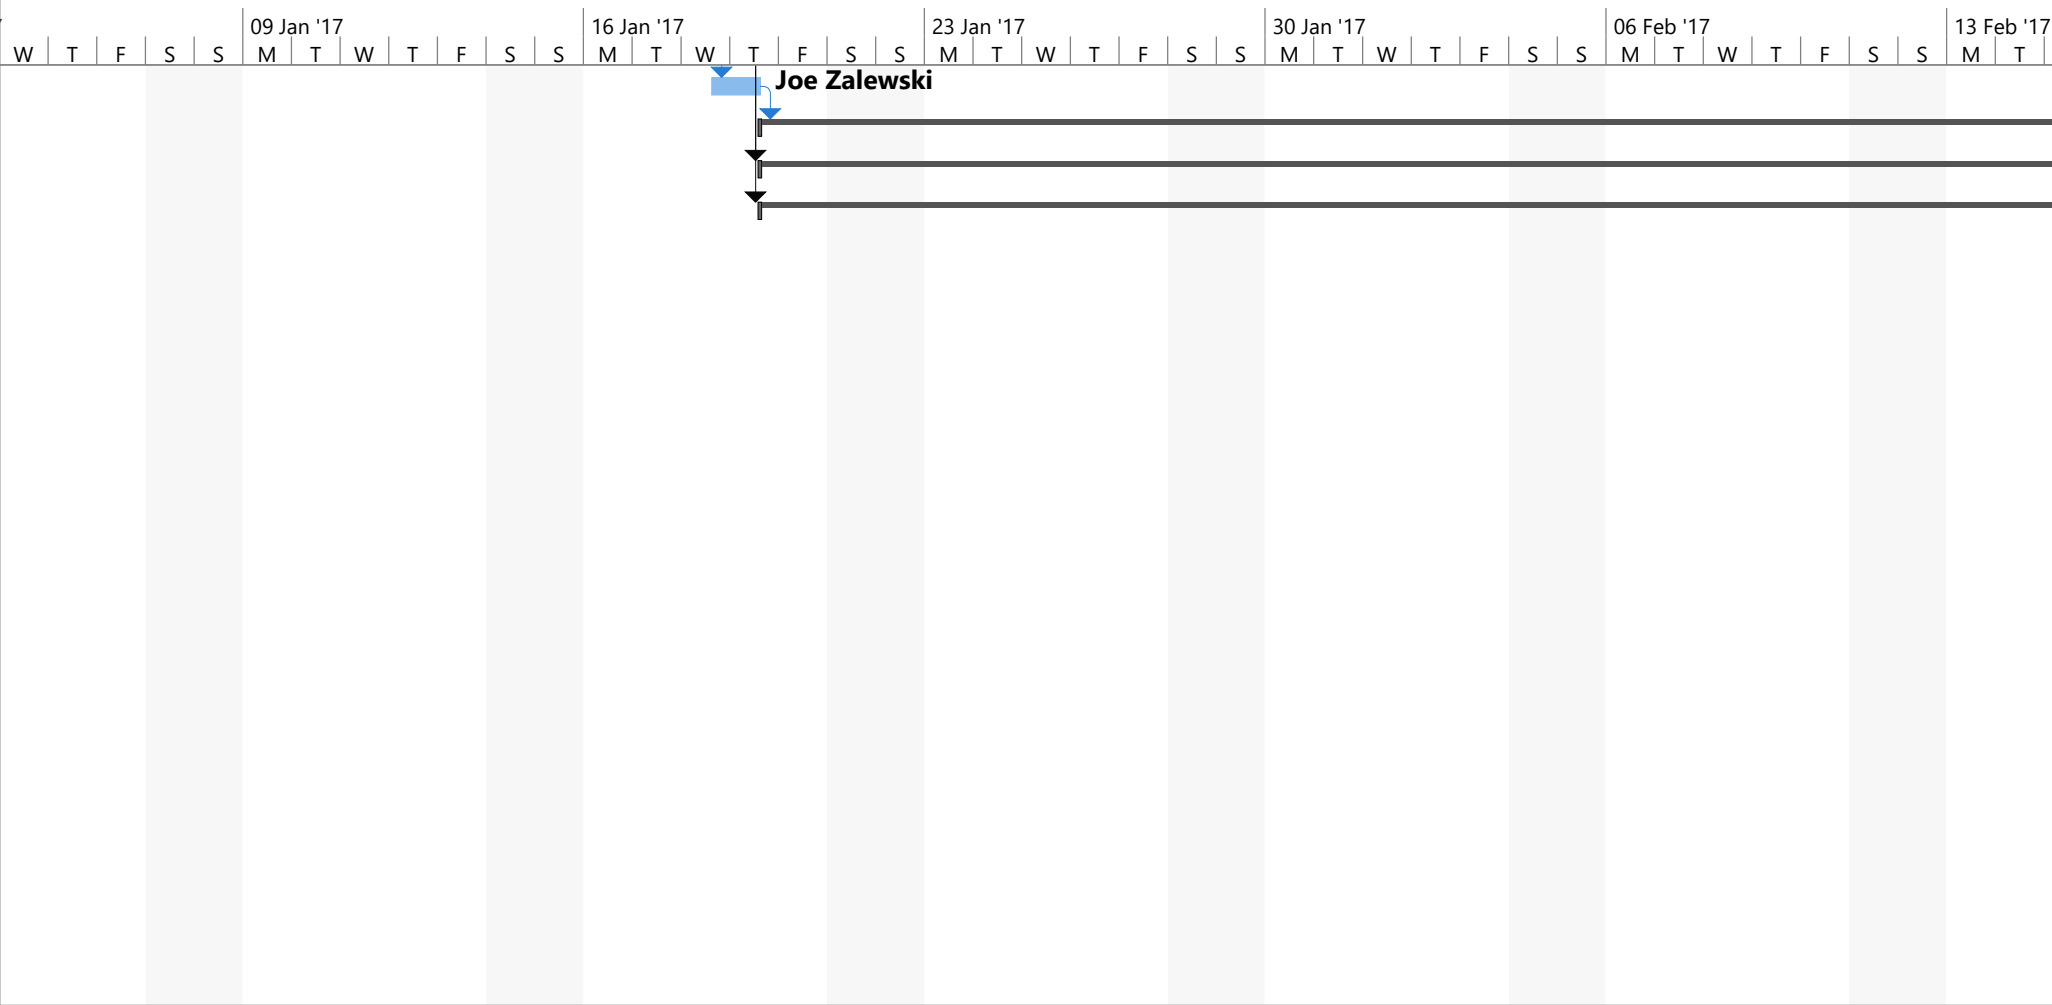 09 Jan '17 16 Jan '17 23 Jan '17 30 Jan '17 06 Feb '17 13 Feb '17
W T F S S M T W T F S S M T W T F S S M T W T F S S M T W T F S S M T W T F S S M T
Joe Zalewski